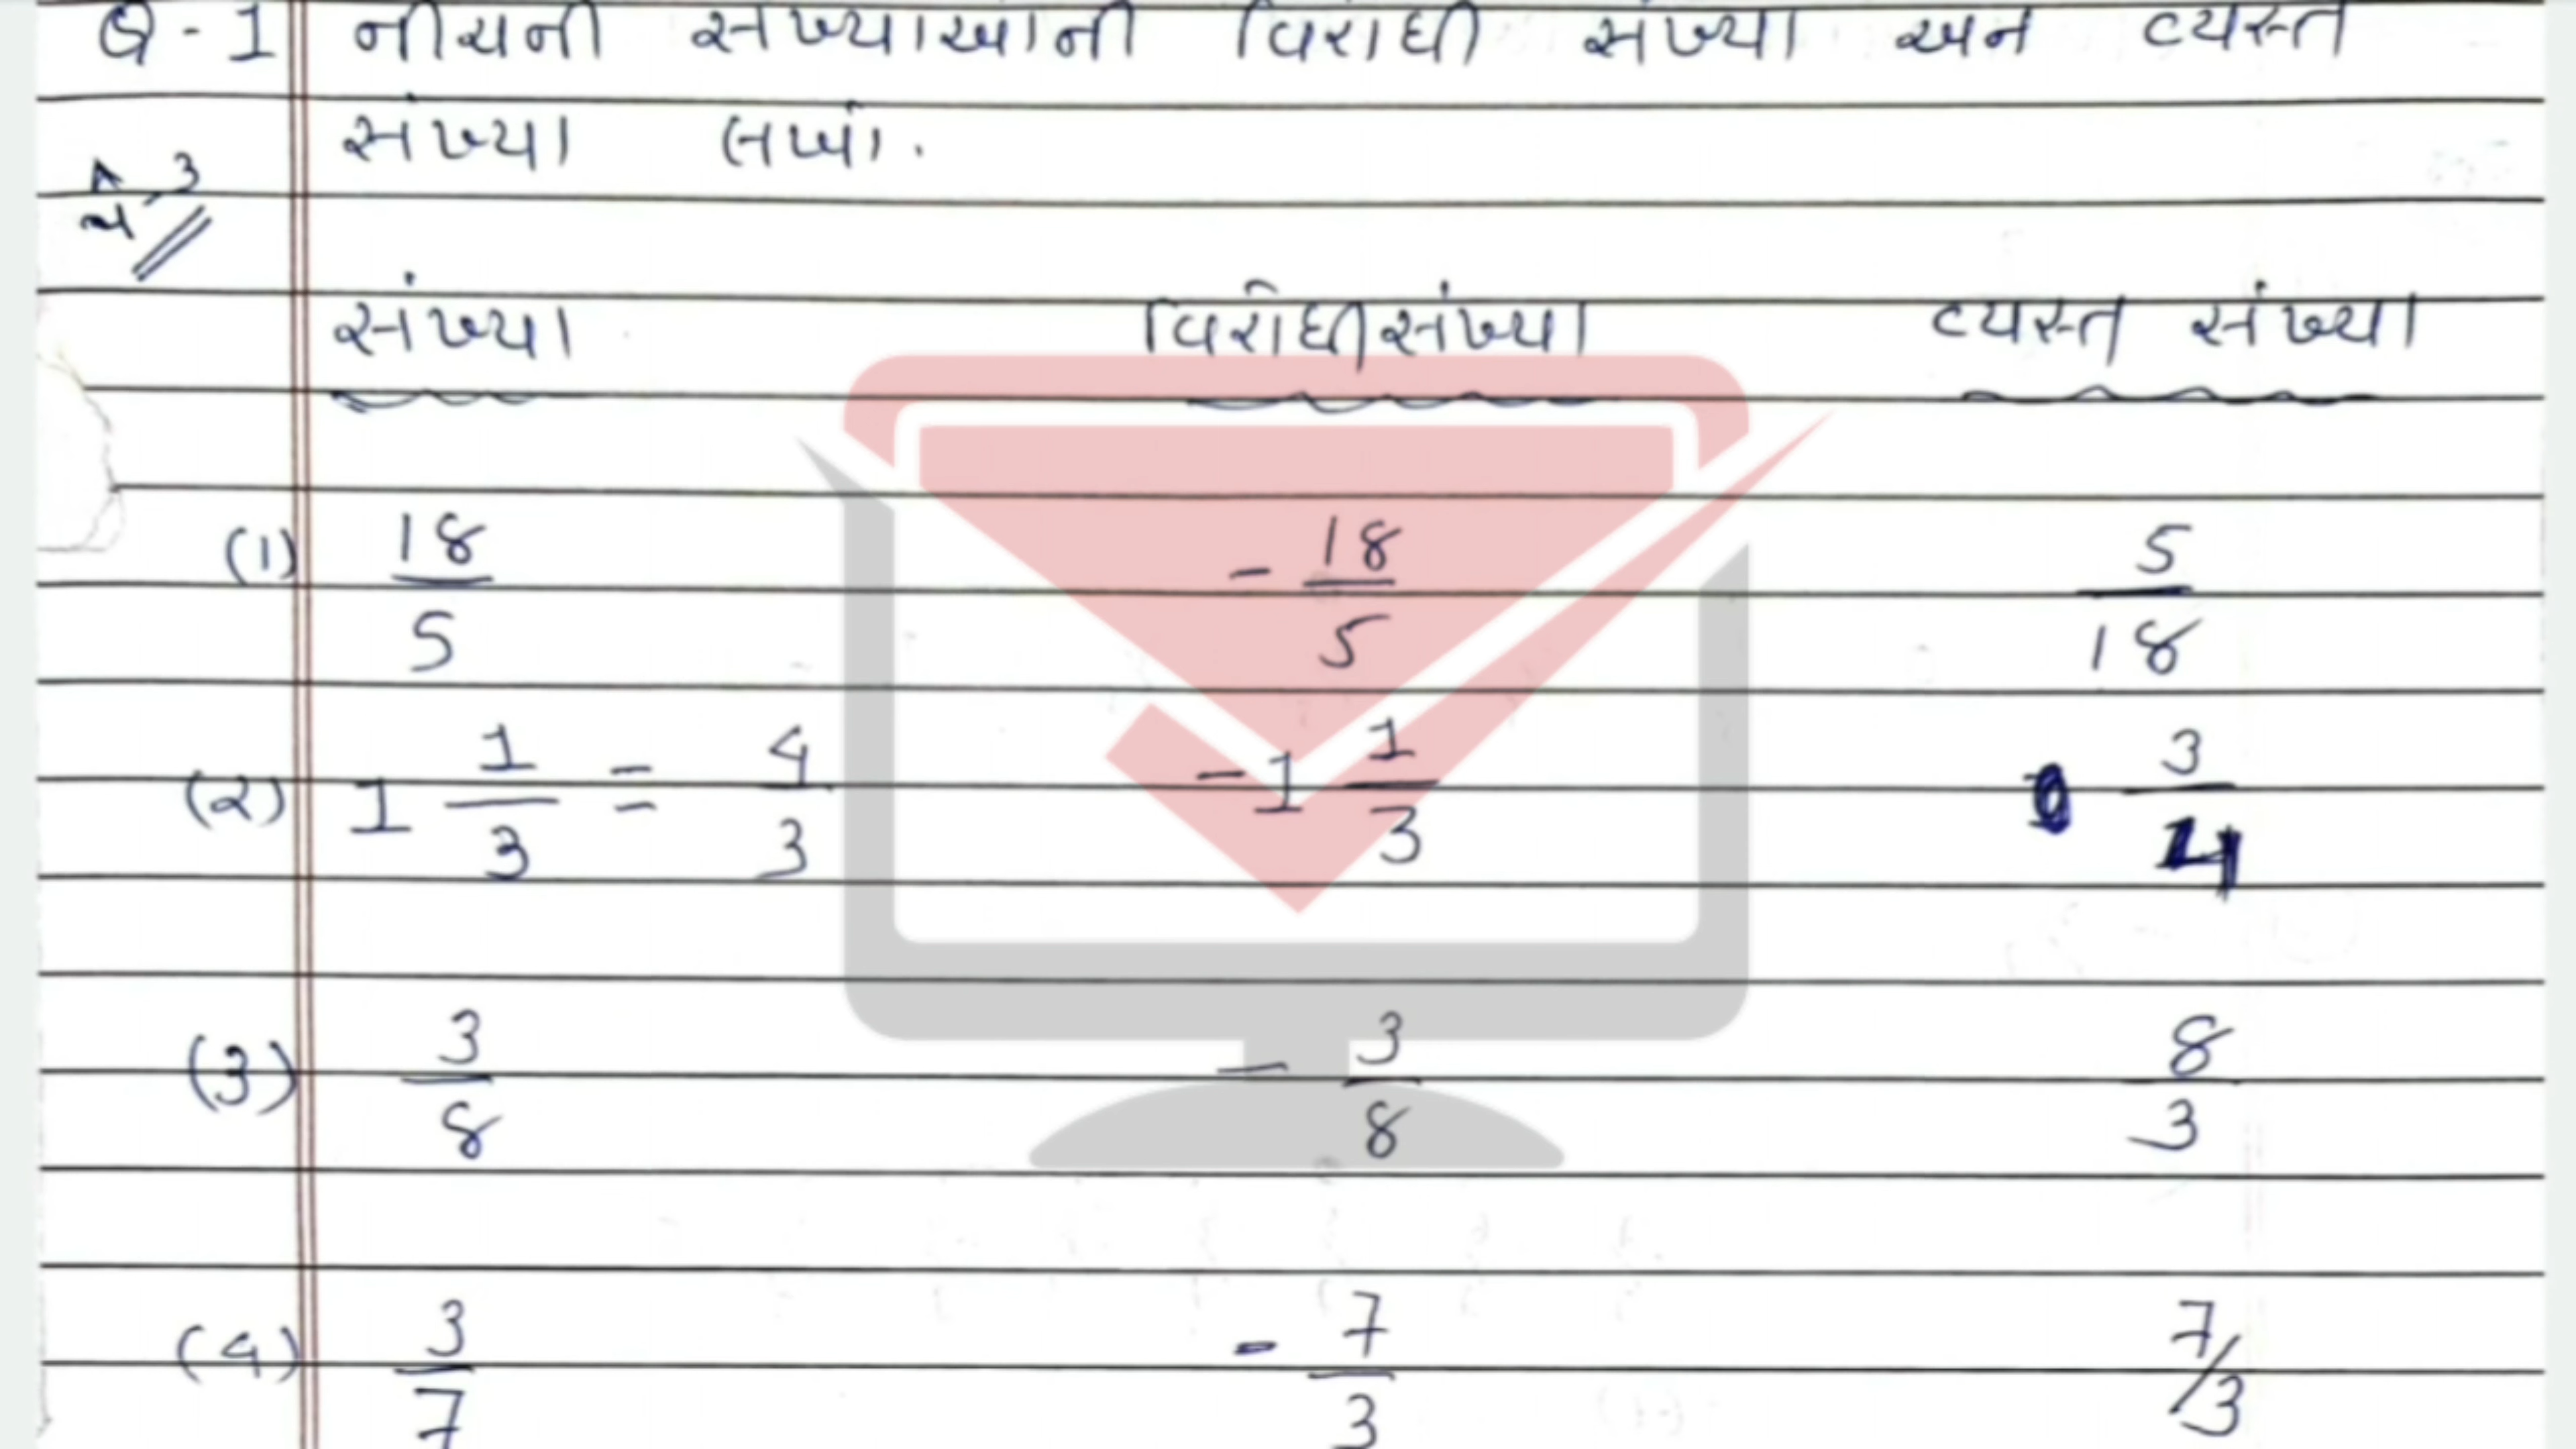 Q-1 નીચેની સંખ્યાઓની વિરોધી સંખ્યા અને વ્યસ્ત
સંખ્યા લખો.
સંખ્યા વિરોધી સંખ્યા વ્યસ્ત સંખ્યા
(1) 18/5 -18/5 5/18
(૨) 1 1/3 = 4/3 -1 1/3 3/4
(3) 3/8 -3/8 8/3
(4) 3/7 -7/3 7/3